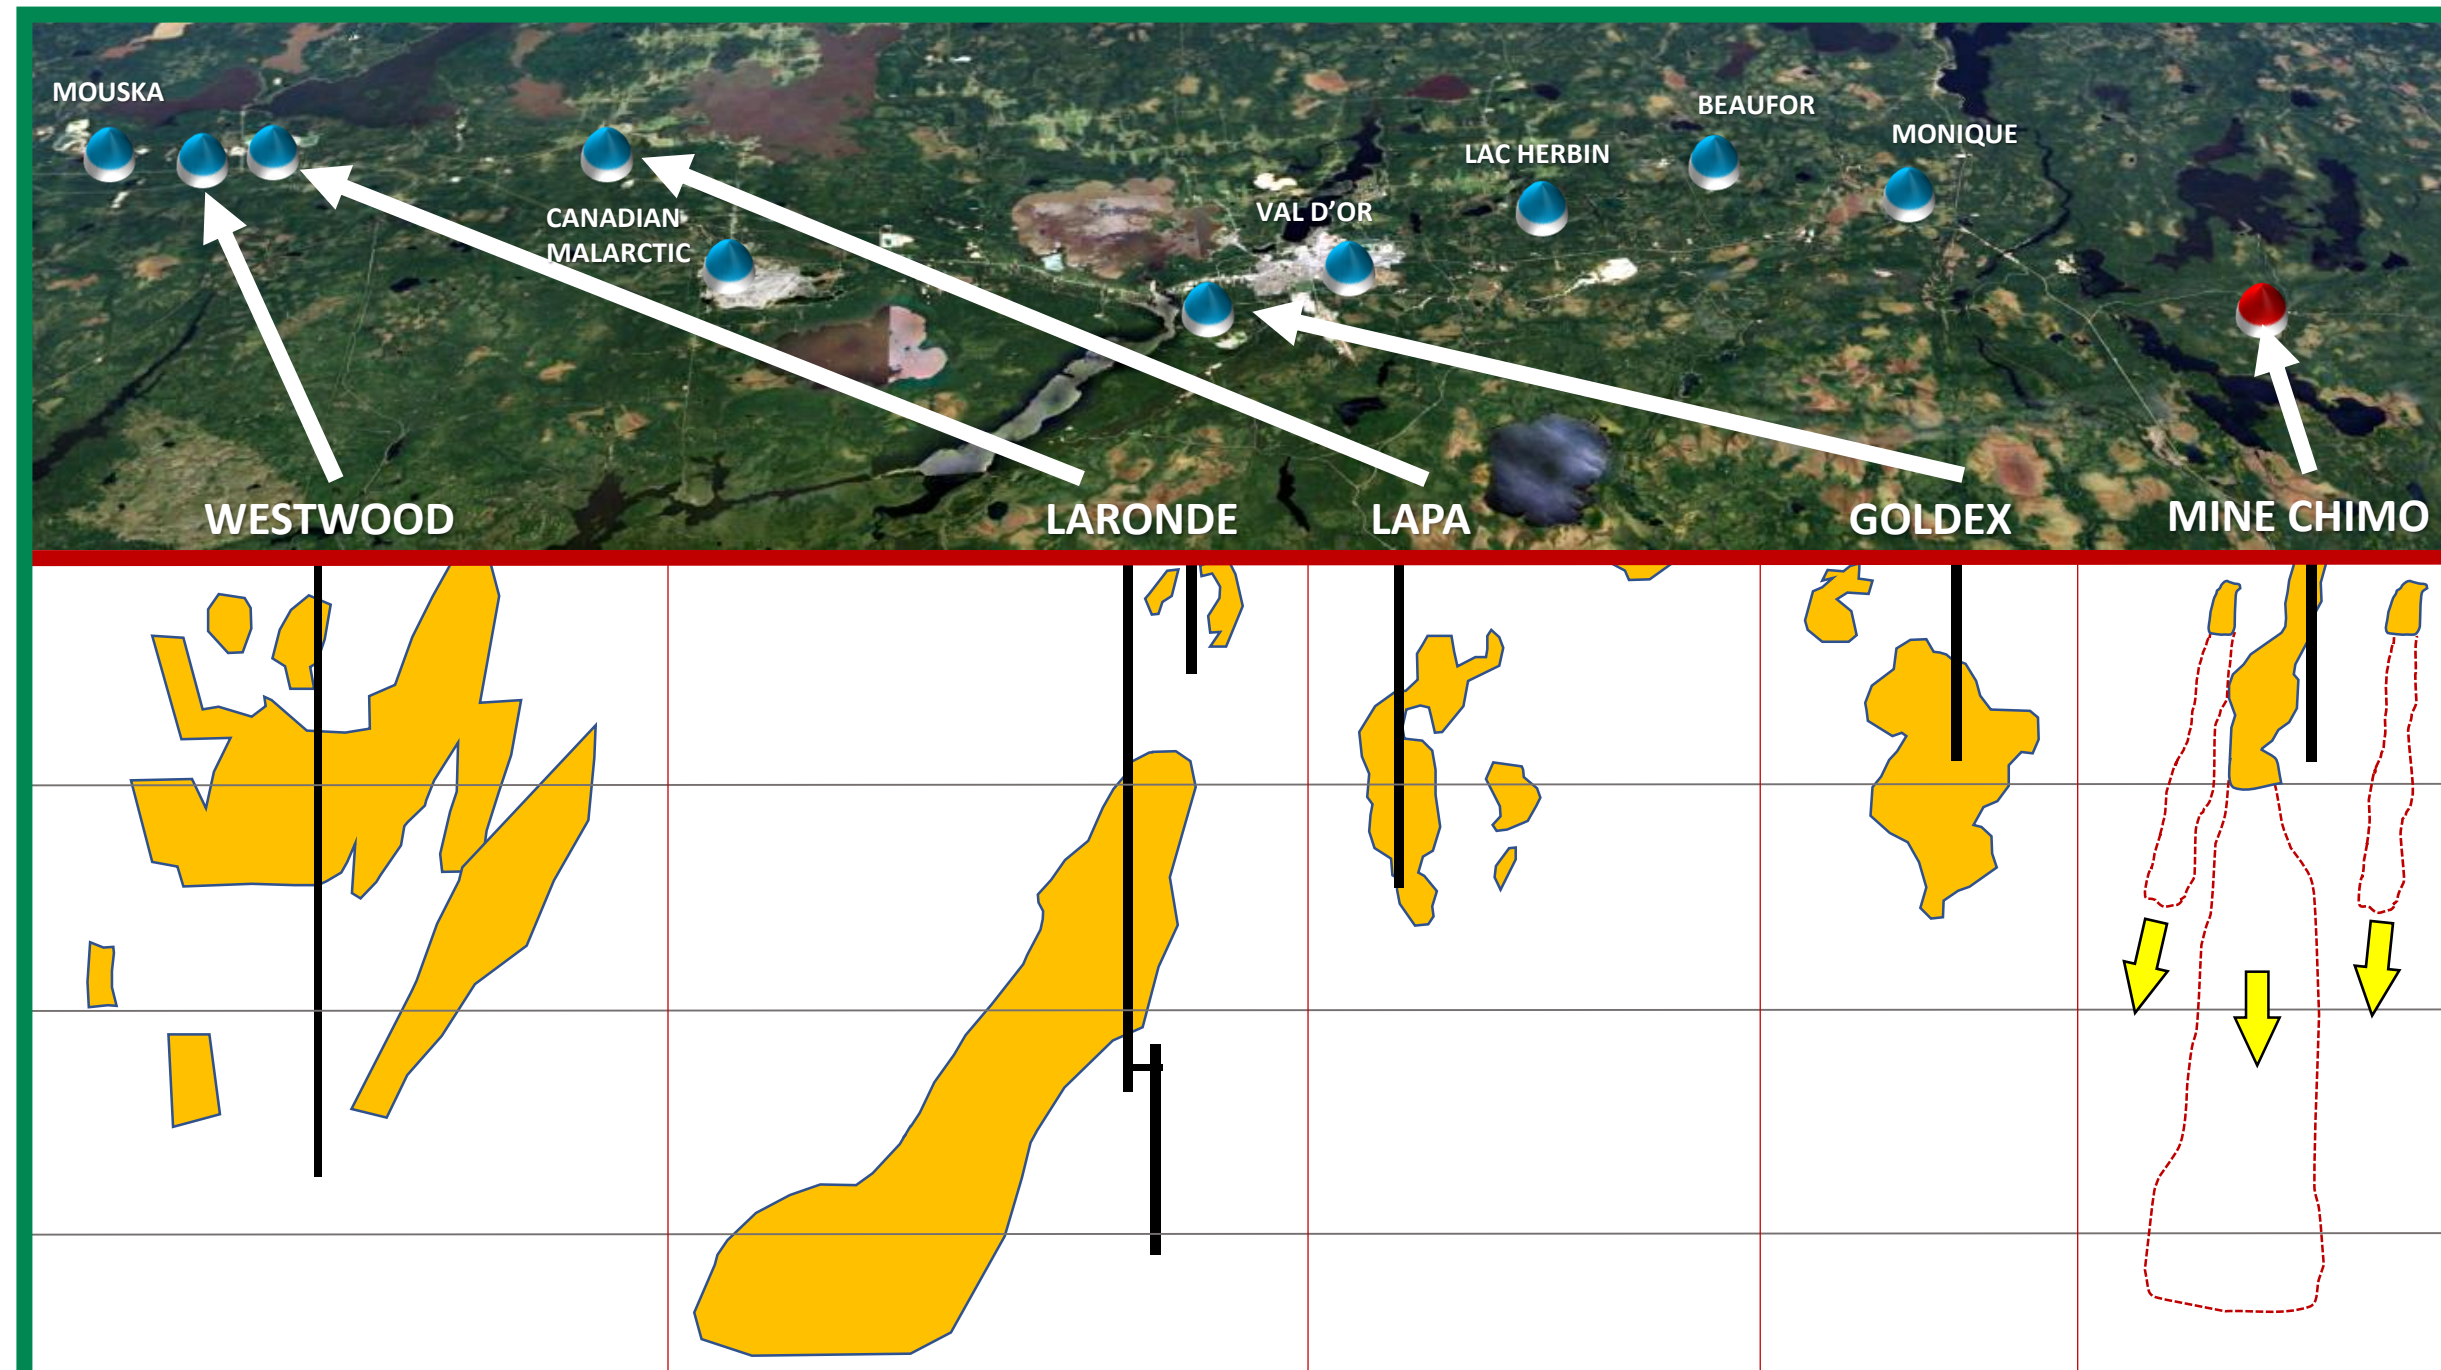 MOUSKA
BEAUFOR
MONIQUE
LAC HERBIN
VAL D'OR
CANADIAN
MALARCTIC
WESTWOOD
LARONDE
LAPA
GOLDEX
MINE CHIMO